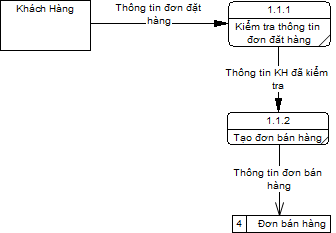 Khách Hàng
Thông tin đơn đặt
hàng
1.1.1
Kiểm tra thông tin
đơn đặt hàng
Thông tin KH đã kiểm
tra
1.1.2
Tạo đơn bán hàng
Thông tin đơn bán
hàng
4 Đơn bán hàng